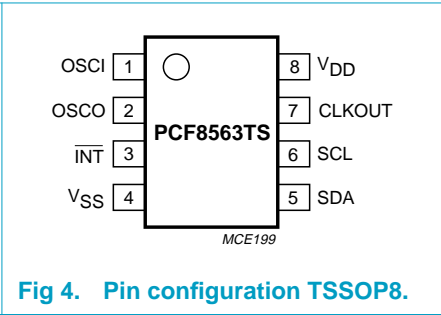 OSCI 1 8 VDD
OSCO 2 7 CLKOUT
PCF8563TS
INT 3 6 SCL
VSS 4 5 SDA
MCE199
Fig 4. Pin configuration TSSOP8.